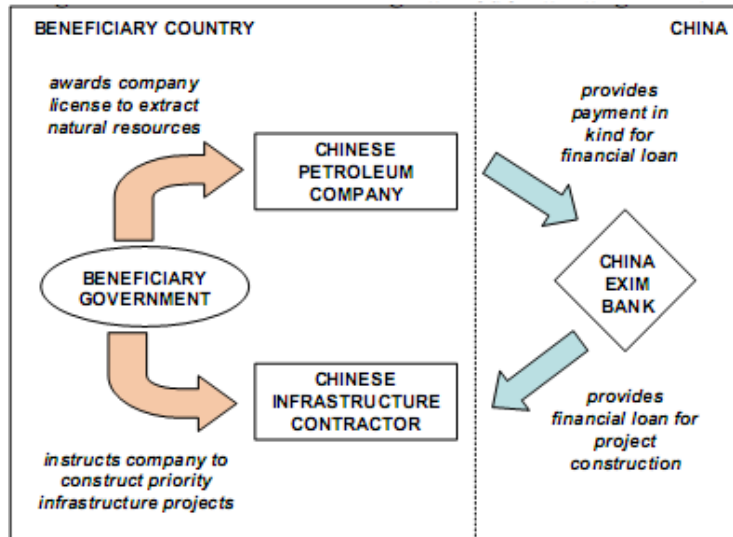 BENEFICIARY COUNTRY
CHINA
awards company
license to extract
natural resources
provides
payment in
kind for
financial loan
CHINESE
PETROLEUM
COMPANY
BENEFICIARY
GOVERNMENT
CHINA
EXIM
BANK
CHINESE
INFRASTRUCTURE
CONTRACTOR
instructs company to
construct priority
infrastructure projects
provides
financial loan for
project
construction